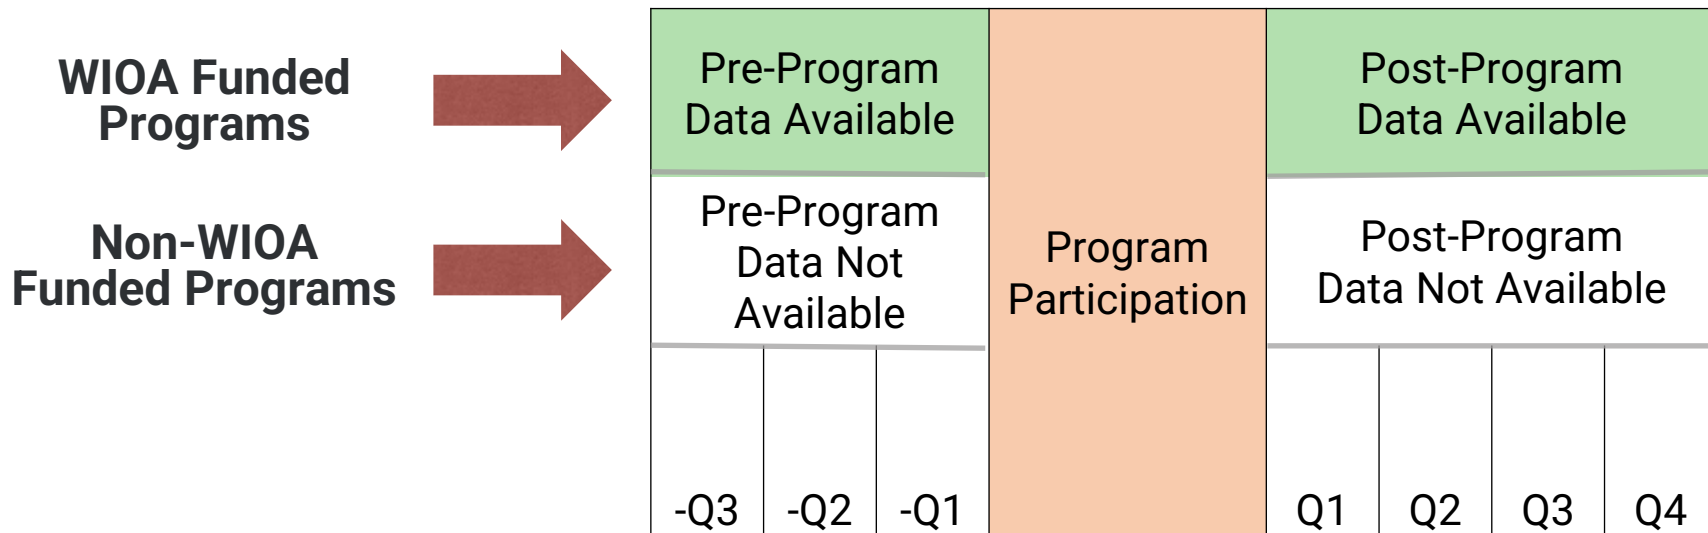 WIOA Funded
Programs
Pre-Program
Data Available
Post-Program
Data Available
Non-WIOA
Funded Programs
Pre-Program
Data Not
Available
Program
Participation
Post-Program
Data Not Available
-Q3 -Q2 -Q1 Q1 Q2 Q3 Q4